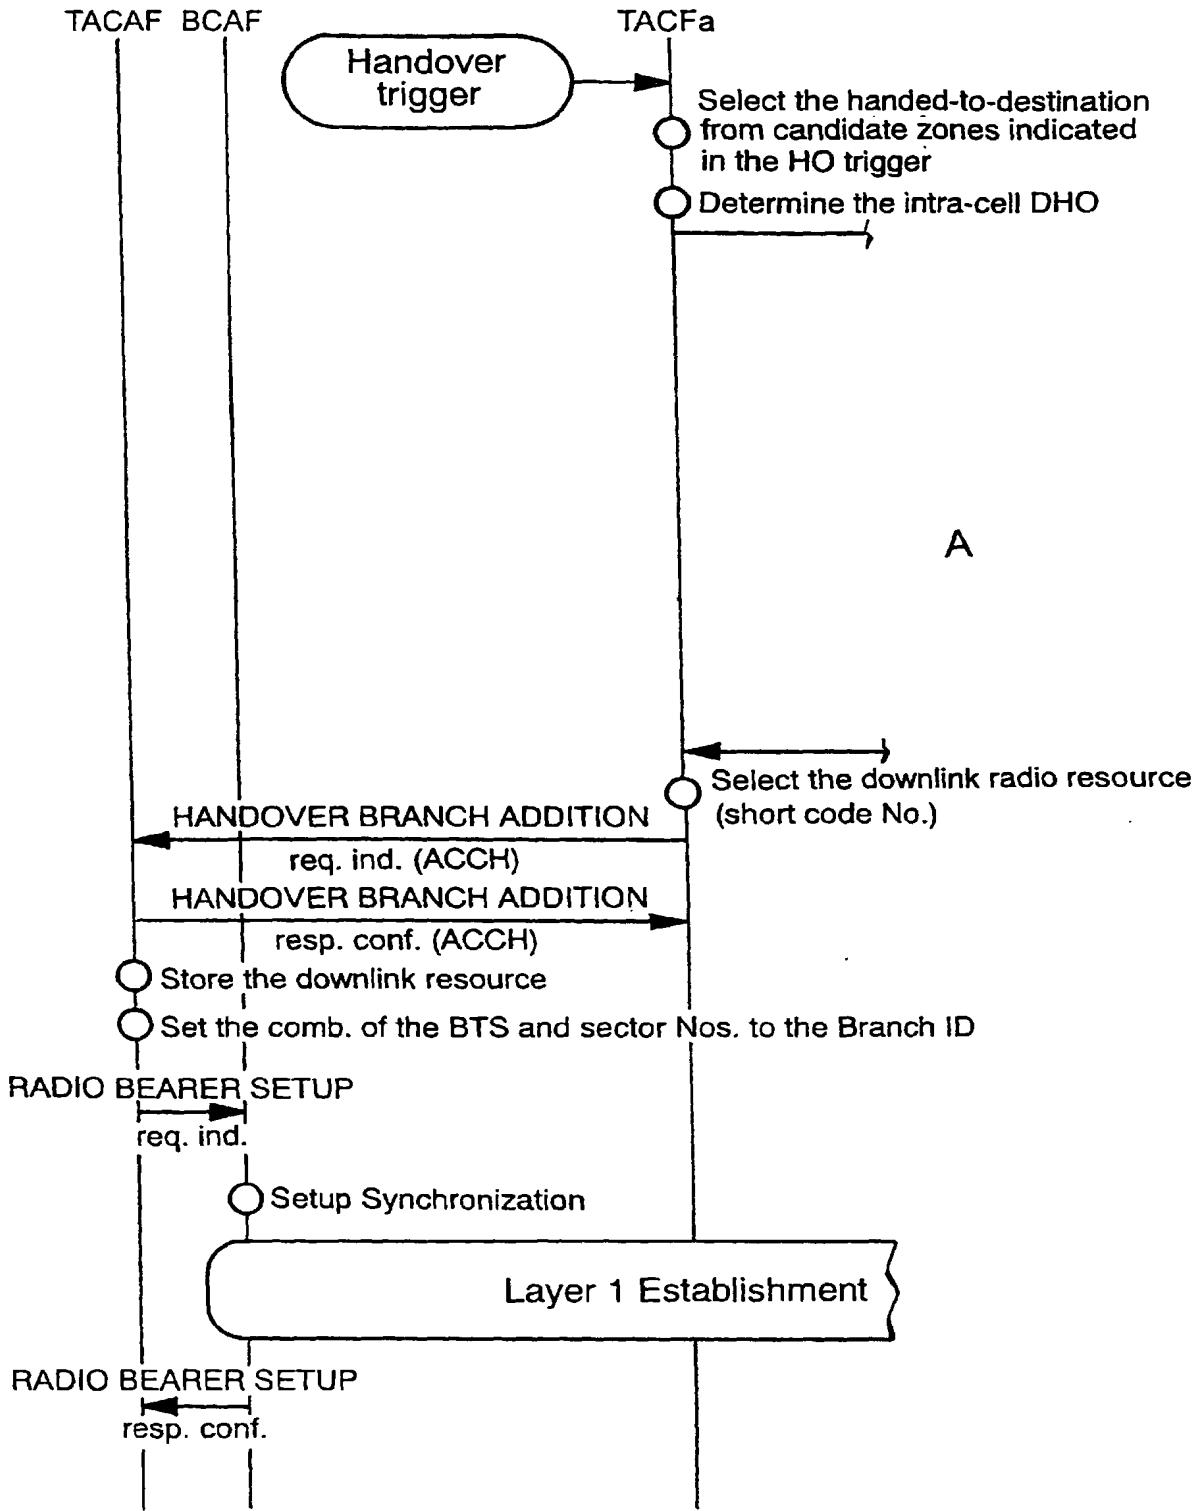 TACAF BCAF TACFa
Handover
trigger
Select the handed-to-destination
from candidate zones indicated
in the HO trigger
Determine the intra-cell DHO
A
Select the downlink radio resource
(short code No.)
HANDOVER BRANCH ADDITION
req. ind. (ACCH)
HANDOVER BRANCH ADDITION
resp. conf. (ACCH)
Store the downlink resource
Set the comb. of the BTS and sector Nos. to the Branch ID
RADIO BEARER SETUP
req. ind.
Setup Synchronization
Layer 1 Establishment
RADIO BEARER SETUP
resp. conf.